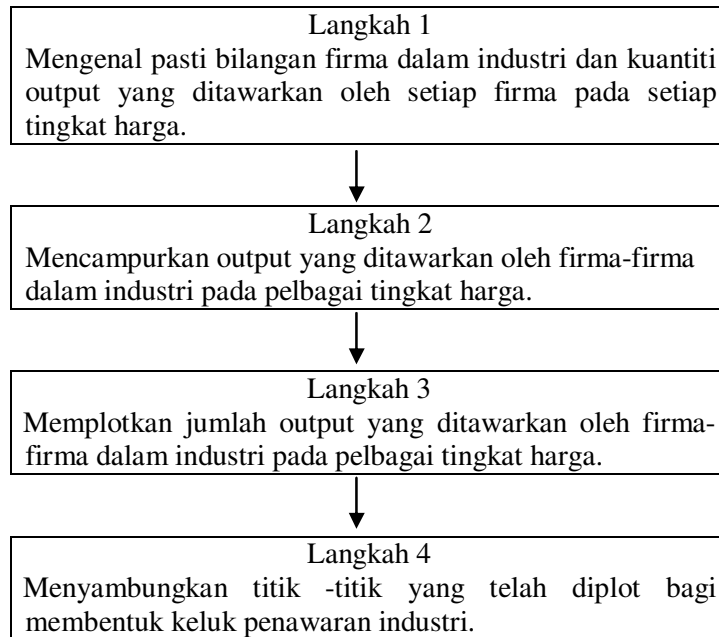 Langkah 1
Mengenal pasti bilangan firma dalam industri dan kuantiti
output yang ditawarkan oleh setiap firma pada setiap
tingkat harga.
Langkah 2
Mencampurkan output yang ditawarkan oleh firma-firma
dalam industri pada pelbagai tingkat harga.
Langkah 3
Memplotkan jumlah output yang ditawarkan oleh firma-
firma dalam industri pada pelbagai tingkat harga.
Langkah 4
Menyambungkan titik -titik yang telah diplot bagi
membentuk keluk penawaran industri.